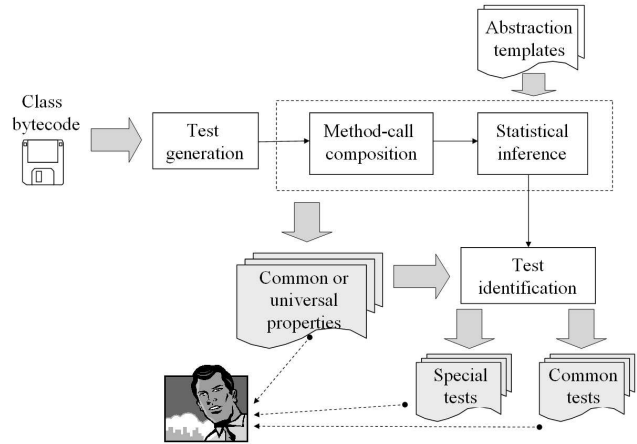 Abstraction
templates
Class
bytecode
Test
generation
Method-call
composition
Statistical
inference
Common or
universal
properties
Test
identification
Special
tests
Common
tests